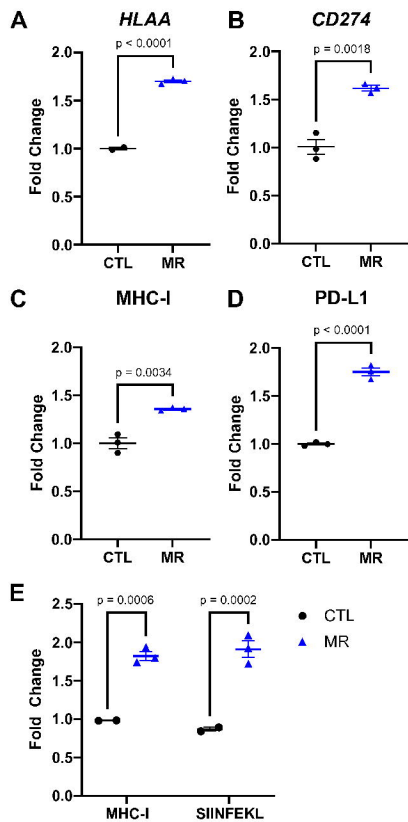 A HLAA
p < 0.0001
Fold Change
2.0
1.5
1.0
0.5
0.0
CTL MR
B CD274
p = 0.0018
Fold Change
2.0
1.5
1.0
0.5
0.0
CTL MR
C MHC-I
p = 0.0034
Fold Change
2.0
1.5
1.0
0.5
0.0
CTL MR
D PD-L1
p < 0.0001
Fold Change
2.0
1.5
1.0
0.5
0.0
CTL MR
E
p = 0.0006 p = 0.0002
Fold Change
2.5
2.0
1.5
1.0
0.5
0.0
MHC-I SIINFEKL
CTL
MR